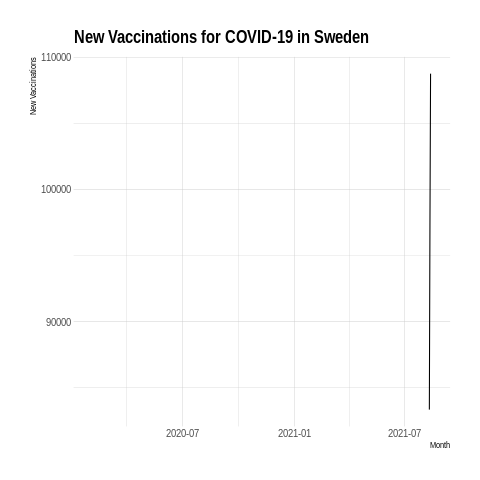 New Vaccinations for COVID-19 in Sweden
New Vaccinations
110000
100000
90000
2020-07
2021-01
2021-07
Month